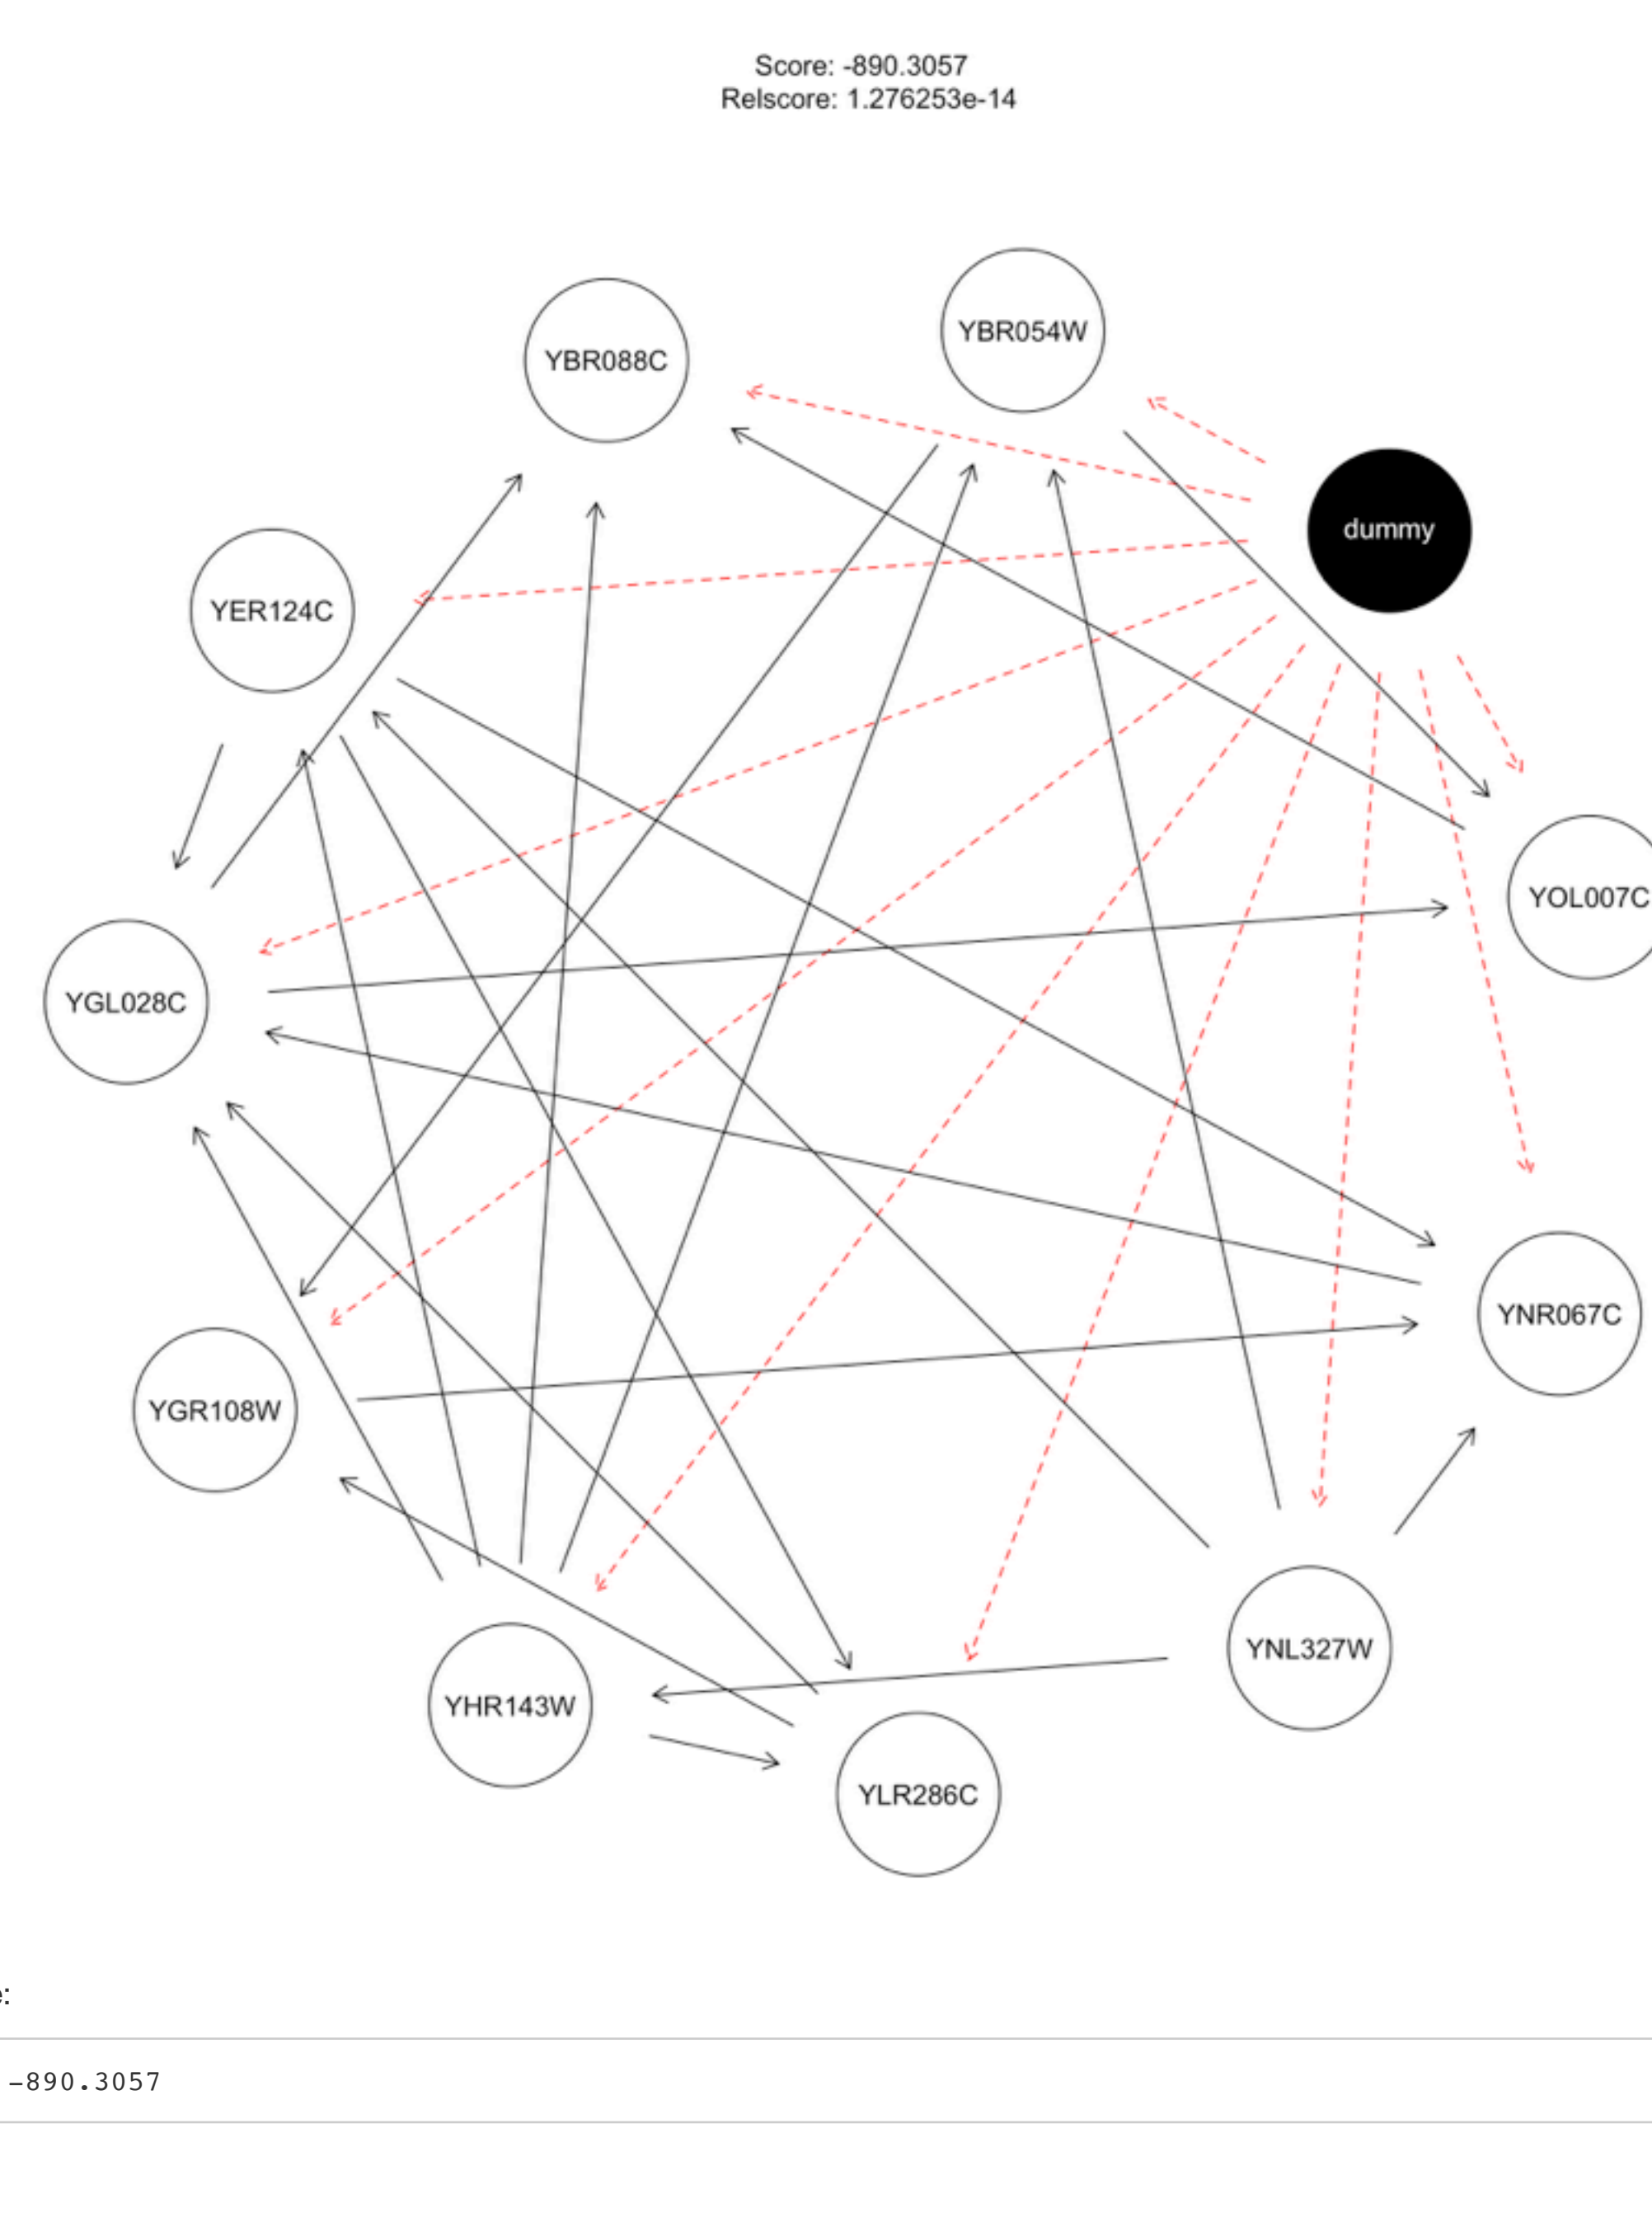 Score: -890.3057
Relscore: 1.276253e-14
YBR054W
YBR088C
dummy
YER124C
YOL007C
YGL028C
YNR067C
YGR108W
YNL327W
YHR143W
YLR286C
e:
-890.3057